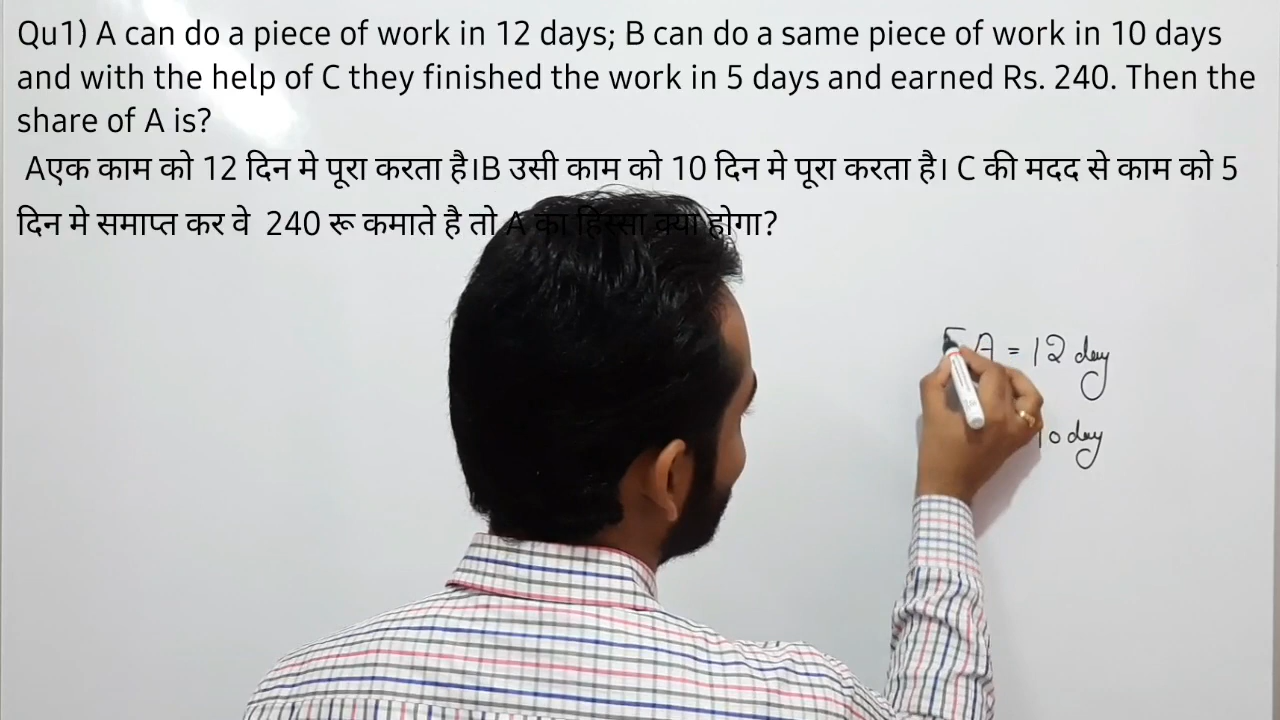 Qu1) A can do a piece of work in 12 days; B can do a same piece of work in 10 days
and with the help of C they finished the work in 5 days and earned Rs. 240. Then the
share of A is?
Aएक काम को 12 दिन मे पूरा करता है।B उसी काम को 10 दिन मे पूरा करता है। C की मदद से काम को 5
दिन मे समाप्त कर वे 240 रू कमाते है तो A का हिस्सा क्या होगा?
A = 12 day
10 day